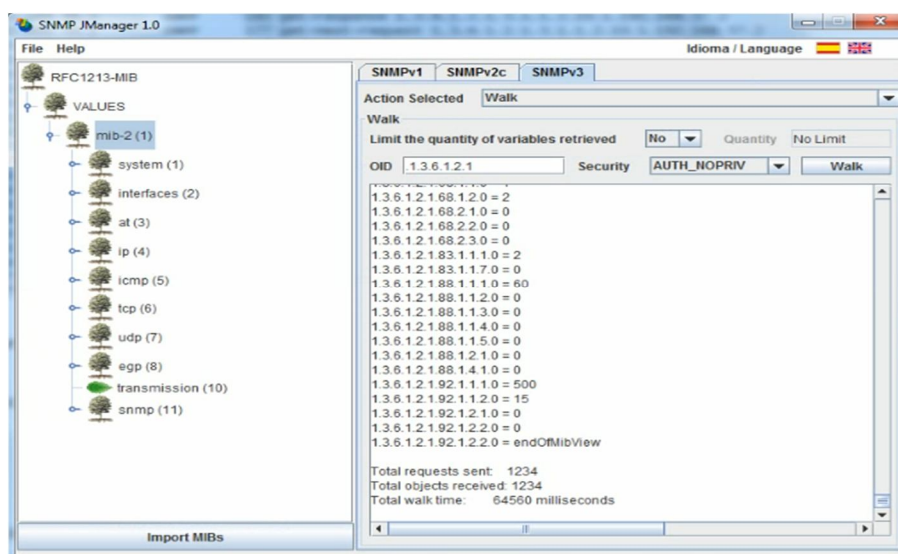 SNMP JManager 1.0
File Help
Idioma / Language
RFC1213-MIB
VALUES
mib-2 (1)
system (1)
interfaces (2)
at (3)
ip (4)
icmp (5)
tcp (6)
udp (7)
egp (8)
transmission (10)
snmp (11)
Import MIBs
SNMPv1 SNMPv2c SNMPv3
Action Selected Walk
Walk
Limit the quantity of variables retrieved No Quantity No Limit
OID .1.3.6.1.2.1 Security AUTH_NOPRIV Walk
1.3.6.1.2.1.68.1.2.0 = 2
1.3.6.1.2.1.68.2.1.0 = 0
1.3.6.1.2.1.68.2.2.0 = 0
1.3.6.1.2.1.68.2.3.0 = 0
1.3.6.1.2.1.83.1.1.1.0 = 2
1.3.6.1.2.1.83.1.1.7.0 = 0
1.3.6.1.2.1.88.1.1.1.0 = 60
1.3.6.1.2.1.88.1.1.2.0 = 0
1.3.6.1.2.1.88.1.1.3.0 = 0
1.3.6.1.2.1.88.1.1.4.0 = 0
1.3.6.1.2.1.88.1.1.5.0 = 0
1.3.6.1.2.1.88.1.2.1.0 = 0
1.3.6.1.2.1.88.1.4.1.0 = 0
1.3.6.1.2.1.92.1.1.1.0 = 500
1.3.6.1.2.1.92.1.1.2.0 = 15
1.3.6.1.2.1.92.1.2.1.0 = 0
1.3.6.1.2.1.92.1.2.2.0 = 0
1.3.6.1.2.1.92.1.2.2.0 = endOfMibView
Total requests sent: 1234
Total objects received: 1234
Total walk time: 64560 milliseconds